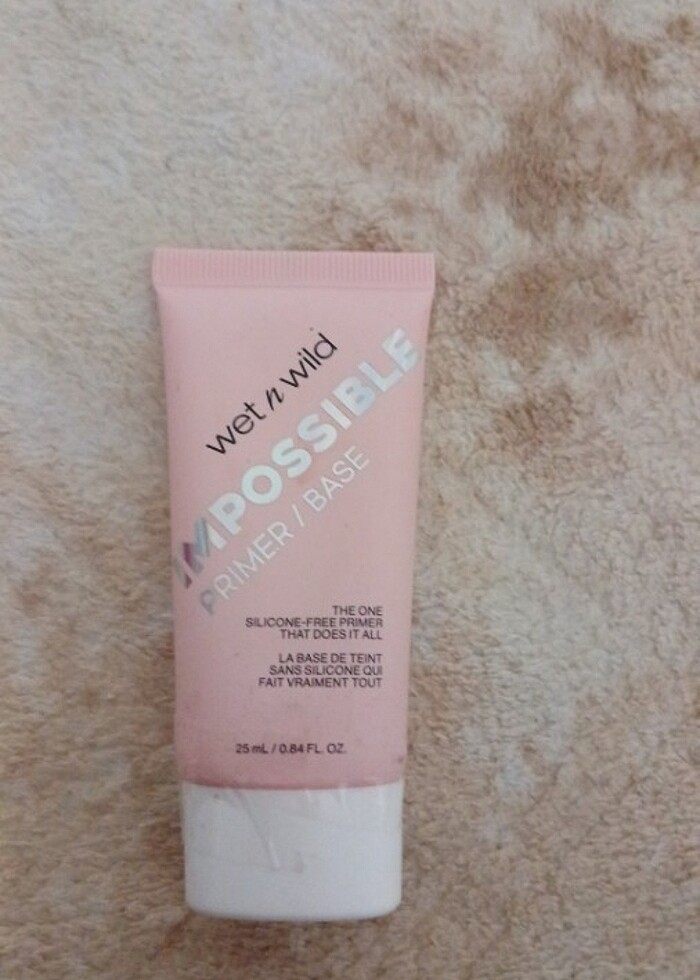 wet n wild
IMPOSSIBLE
PRIMER / BASE
THE ONE
SILICONE-FREE PRIMER
THAT DOES IT ALL
LA BASE DE TEINT
SANS SILICONE QUI
FAIT VRAIMENT TOUT
25 mL / 0.84 FL. OZ.